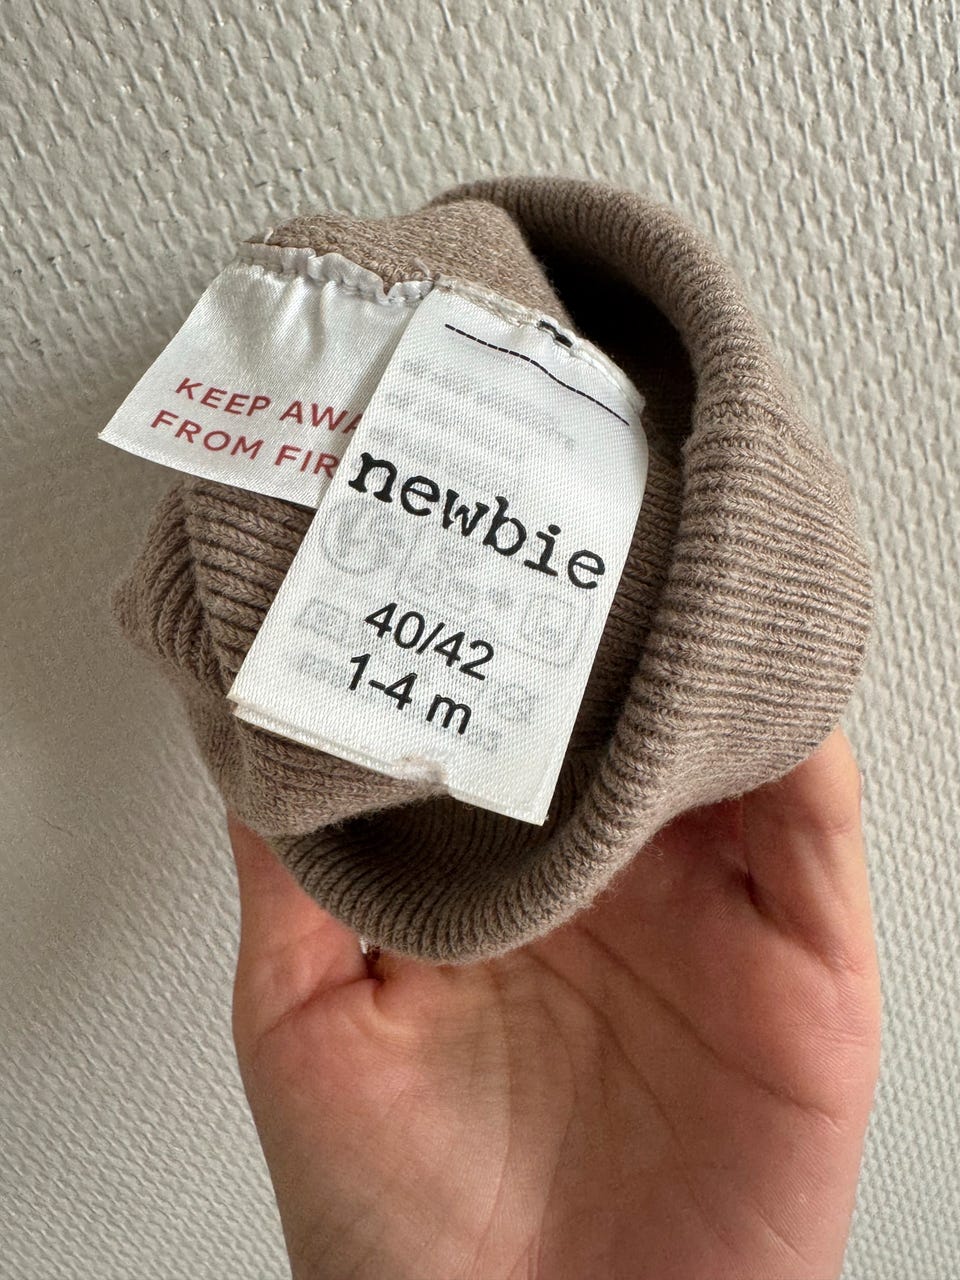 KEEP AWA
FROM FIR
newbie
40/42
1-4 m